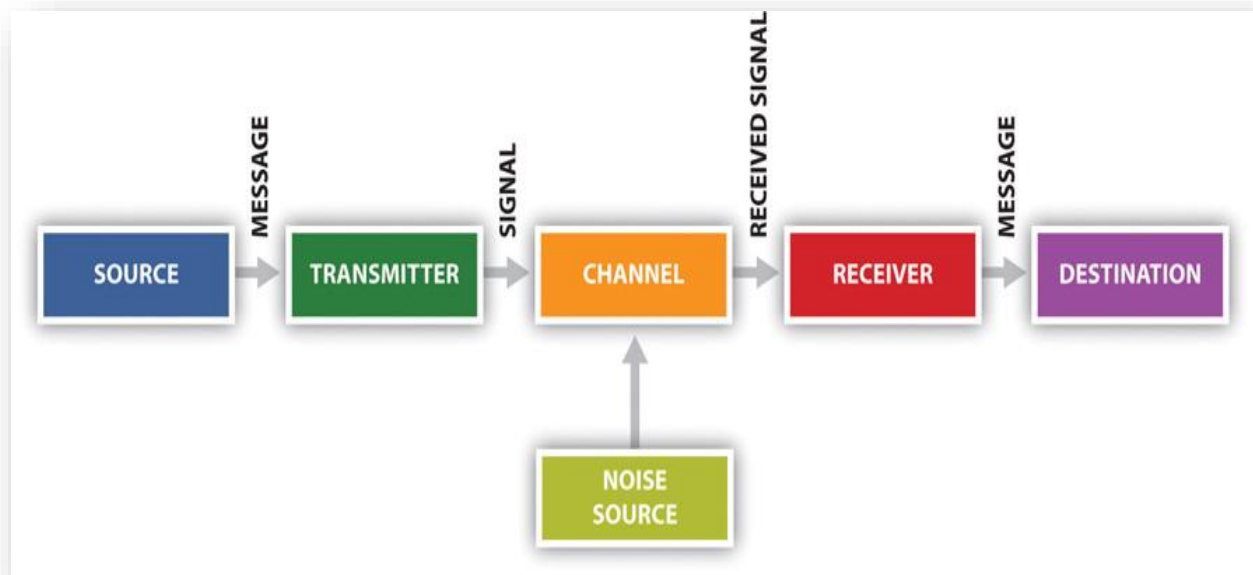 MESSAGE
SIGNAL
RECEIVED SIGNAL
MESSAGE
SOURCE
TRANSMITTER
CHANNEL
RECEIVER
DESTINATION
NOISE
SOURCE